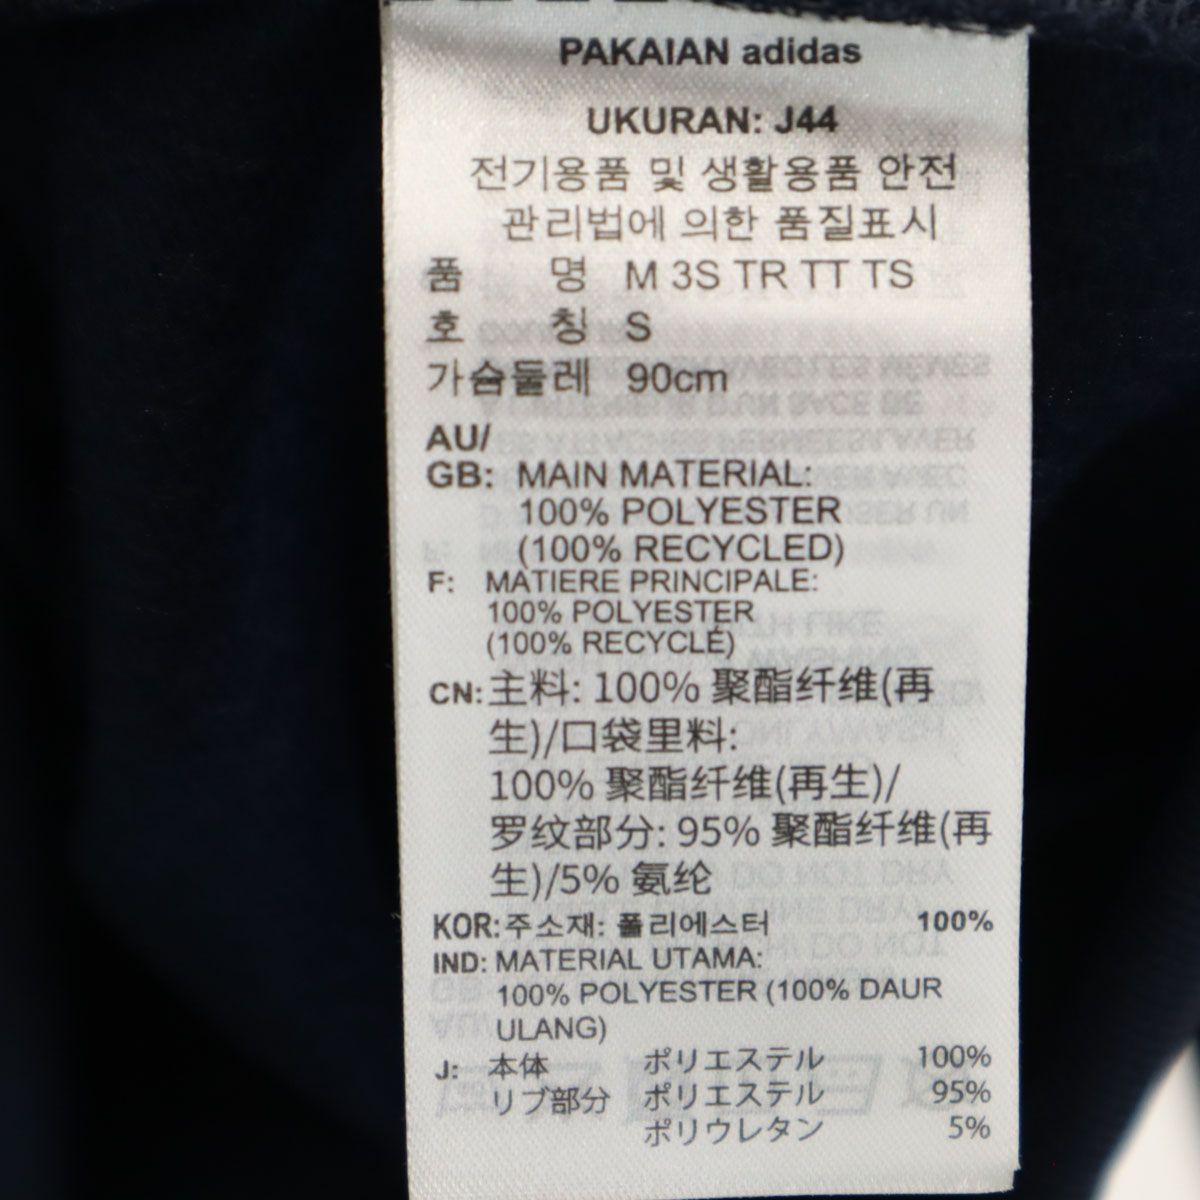 PAKAIAN adidas
UKURAN: J44
전기용품 및 생활용품 안전
관리법에 의한 품질표시
품 명 M 3S TR TT TS
호 칭 S
가슴둘레 90cm
AU/
GB: MAIN MATERIAL:
100% POLYESTER
(100% RECYCLED)
F: MATIERE PRINCIPALE:
100% POLYESTER
(100% RECYCLÉ)
CN: 主料: 100% 聚酯纤维(再
生)/口袋里料:
100% 聚酯纤维(再生)/
罗纹部分: 95% 聚酯纤维(再
生)/5% 氨纶
KOR: 주소재: 폴리에스터 100%
IND: MATERIAL UTAMA:
100% POLYESTER (100% DAUR
ULANG)
J: 本体 ポリエステル 100%
リブ部分 ポリエステル 95%
ポリウレタン 5%